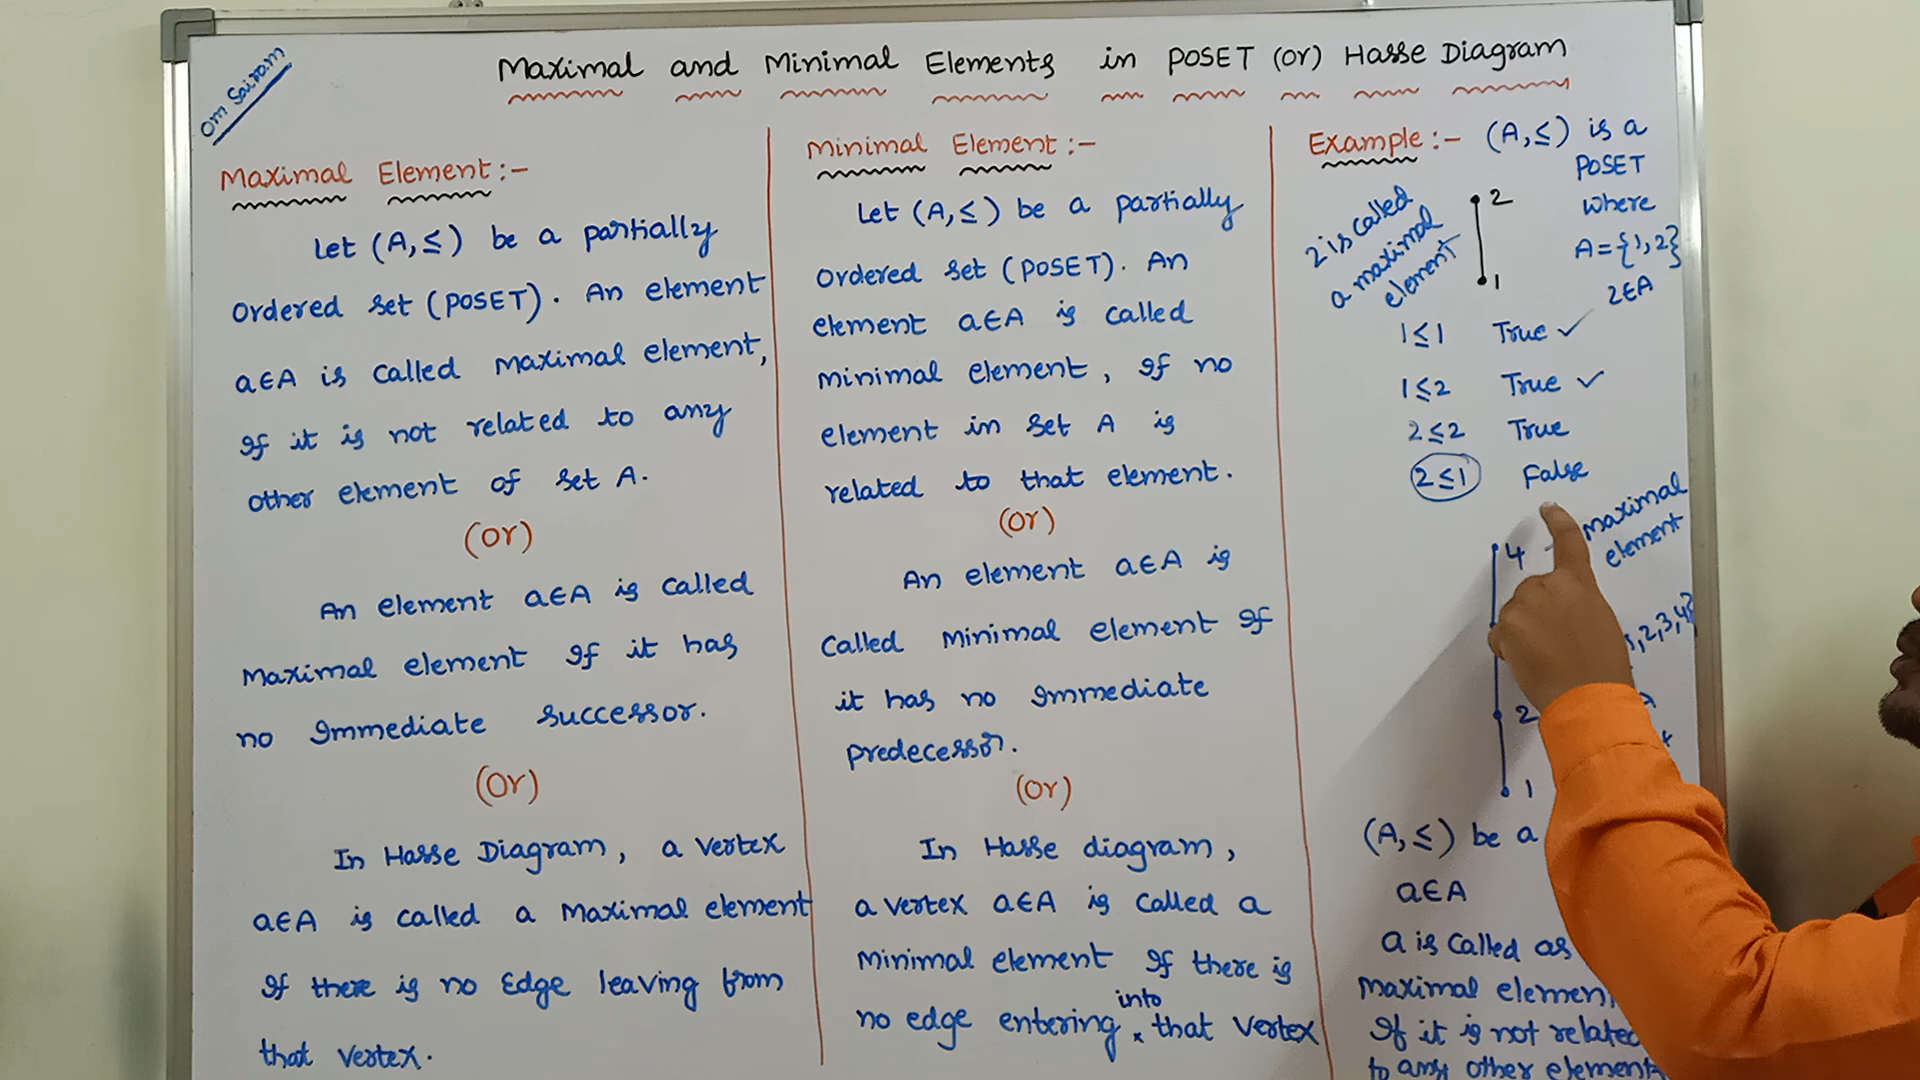 Om Sairam
Maximal and Minimal Elements in POSET (or) Hasse Diagram
Maximal Element :-
Let (A,≤) be a partially
ordered set (POSET). An element
a∈A is called maximal element,
if it is not related to any
other element of set A.
(or)
An element a∈A is called
maximal element if it has
no immediate successor.
(or)
In Hasse Diagram, a vertex
a∈A is called a maximal element
if there is no edge leaving from
that vertex.
Minimal Element :-
Let (A,≤) be a partially
ordered set (POSET). An
element a∈A is called
minimal element, if no
element in set A is
related to that element.
(or)
An element a∈A is
called minimal element if
it has no immediate
predecessor.
(or)
In Hasse diagram,
a vertex a∈A is called a
minimal element if there is
into
no edge entering x that vertex
Example :- (A,≤) is a
POSET
where
A={1,2}
2∈A
2 is called
a maximal
element
2
1
1≤1 True ✓
1≤2 True ✓
2≤2 True
2≤1 False
maximal
element
4
,2,3,4}
2
1
(A,≤) be a
a∈A
a is called as
maximal element
if it is not related
to any other element